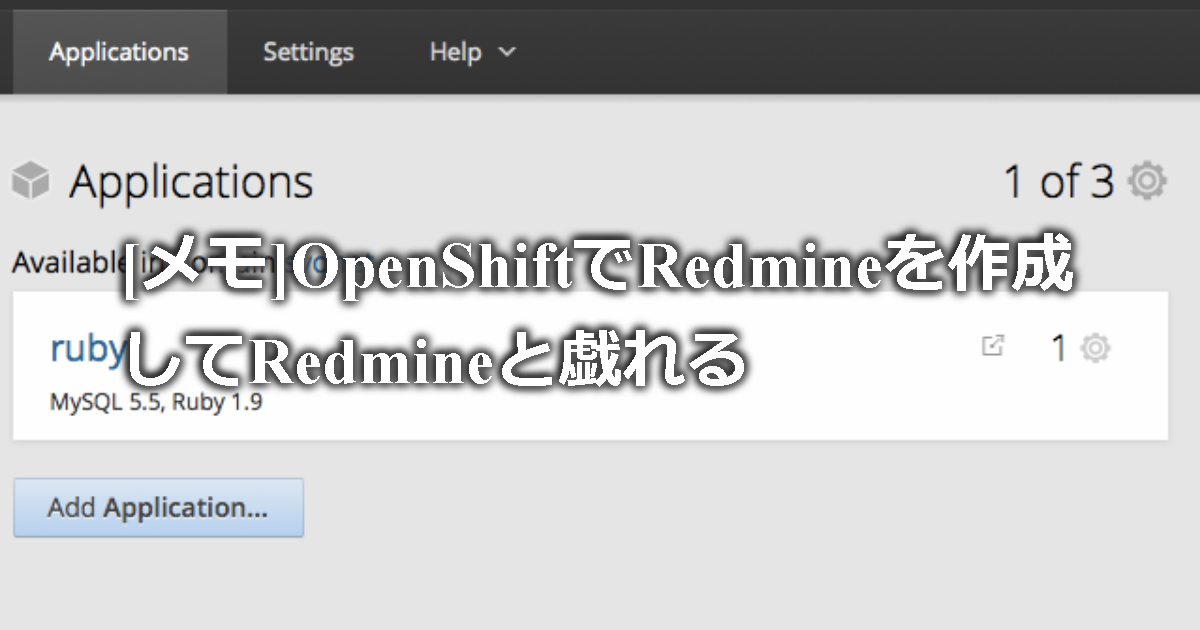 Applications Settings Help
Applications 1 of 3
Available in domain
[メモ]OpenShiftでRedmineを作成
してRedmineと戯れる
ruby 1
MySQL 5.5, Ruby 1.9
Add Application...